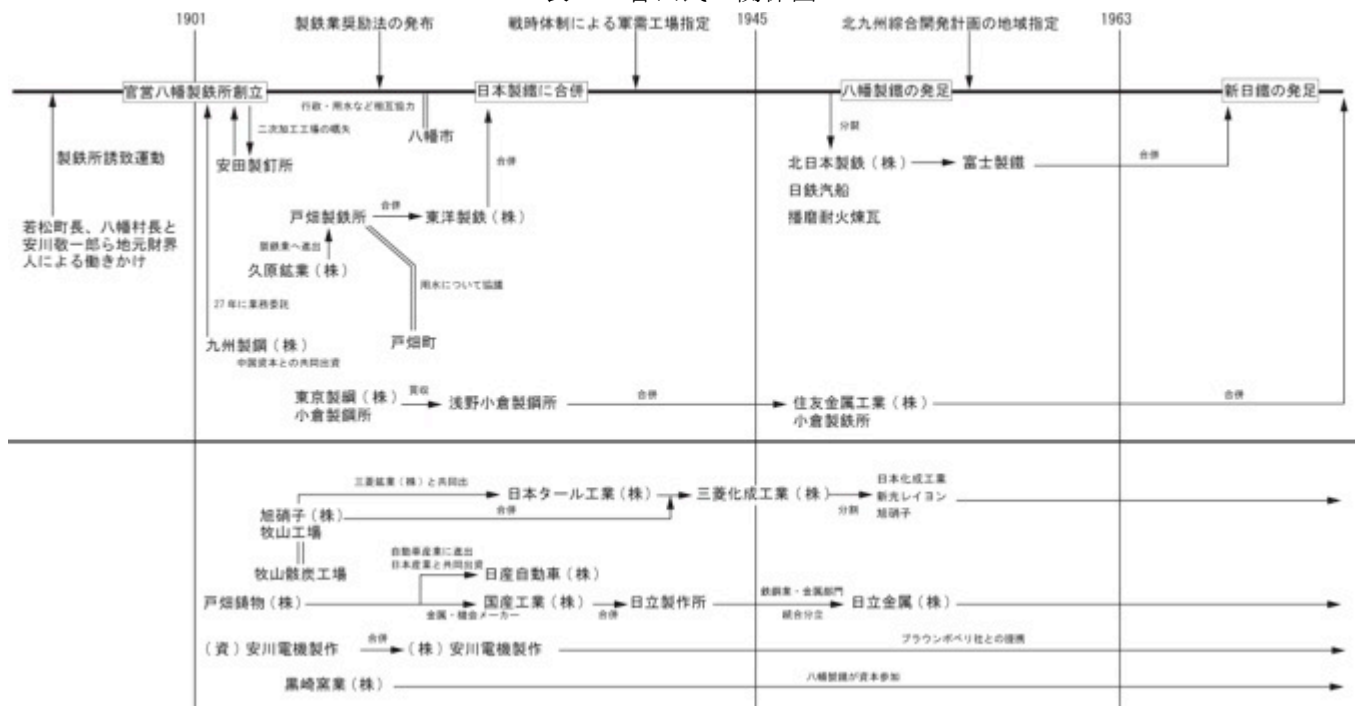 1901
製鉄業奨励法の発布
戦時体制による軍需工場指定
1945
北九州綜合開発計画の地域指定
1963
官営八幡製鉄所創立
日本製鐵に合併
八幡製鐵の発足
新日鐵の発足
製鉄所誘致運動
若松町長、八幡村長と
安川敬一郎ら地元財界
人による働きかけ
安田製釘所
二次加工工場の嚆矢
行政・用水など相互協力
八幡市
合併
分割
北日本製鉄(株)
富士製鐵
合併
日鉄汽船
播磨耐火煉瓦
戸畑製鉄所
合併
東洋製鉄(株)
製鉄業へ進出
久原鉱業(株)
用水について協議
戸畑町
27年に業務委託
九州製鋼(株)
中国資本との共同出資
東京製綱(株)
小倉製鋼所
買収
浅野小倉製鋼所
合併
住友金属工業(株)
小倉製鉄所
合併
三菱鉱業(株)と共同出
日本タール工業(株)
三菱化成工業(株)
分割
日本化成工業
新光レイヨン
旭硝子
旭硝子(株)
牧山工場
合併
牧山骸炭工場
自動車産業に進出
日本産業と共同出資
日産自動車(株)
戸畑鋳物(株)
国産工業(株)
合併
日立製作所
鉄鋼業・金属部門
統合分立
日立金属(株)
(資)安川電機製作
合併
(株)安川電機製作
ブラウンボベリ社との提携
黒崎窯業(株)
八幡製鐵が資本参加